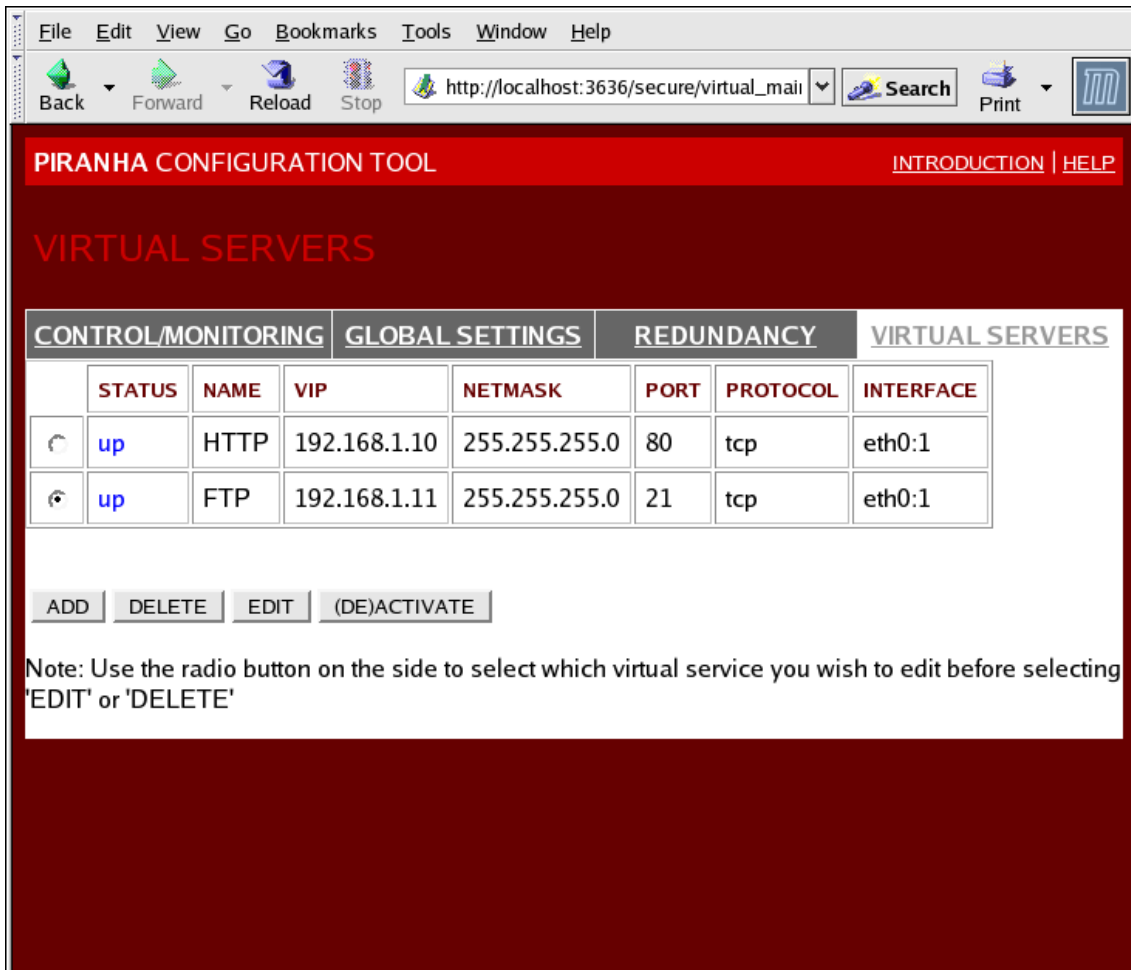 File Edit View Go Bookmarks Tools Window Help
Back Forward Reload Stop http://localhost:3636/secure/virtual_mai Search Print
PIRANHA CONFIGURATION TOOL INTRODUCTION | HELP
VIRTUAL SERVERS
CONTROL/MONITORING GLOBAL SETTINGS REDUNDANCY VIRTUAL SERVERS
STATUS NAME VIP NETMASK PORT PROTOCOL INTERFACE
up HTTP 192.168.1.10 255.255.255.0 80 tcp eth0:1
up FTP 192.168.1.11 255.255.255.0 21 tcp eth0:1
ADD DELETE EDIT (DE)ACTIVATE
Note: Use the radio button on the side to select which virtual service you wish to edit before selecting
'EDIT' or 'DELETE'